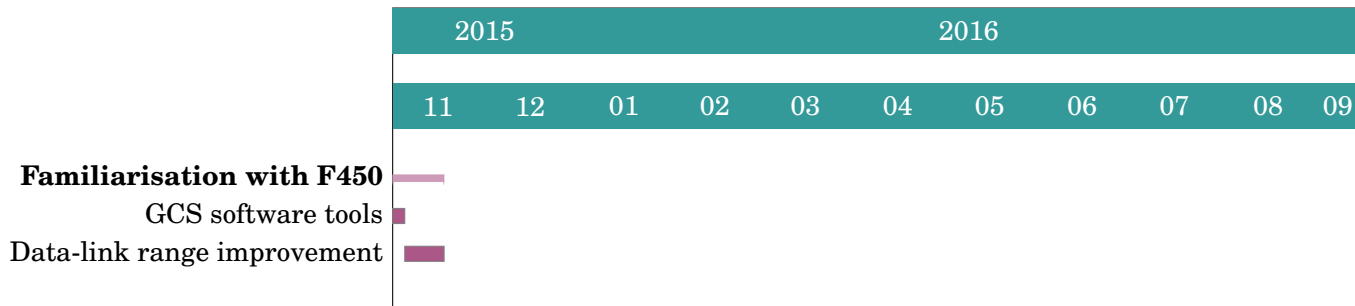 2015 2016
11 12 01 02 03 04 05 06 07 08 09
Familiarisation with F450
GCS software tools
Data-link range improvement